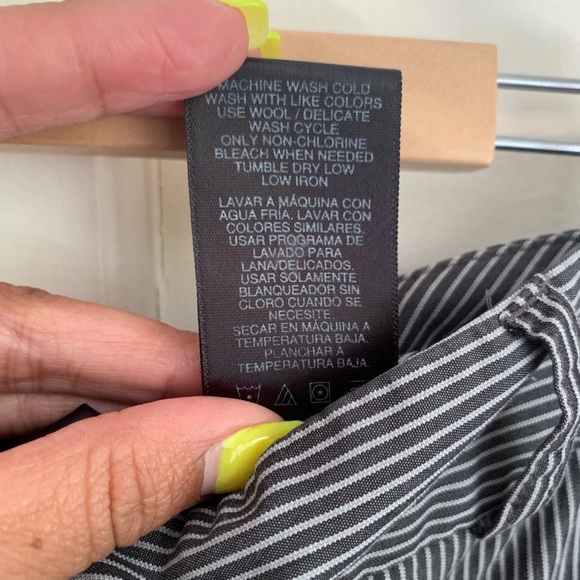 MACHINE WASH COLD
WASH WITH LIKE COLORS
USE WOOL / DELICATE
WASH CYCLE
ONLY NON-CHLORINE
BLEACH WHEN NEEDED
TUMBLE DRY LOW
LOW IRON
LAVAR A MÁQUINA CON
AGUA FRIA. LAVAR CON
COLORES SIMILARES.
USAR PROGRAMA DE
LAVADO PARA
LANA/DELICADOS.
USAR SOLAMENTE
BLANQUEADOR SIN
CLORO CUANDO SE
NECESITE.
SECAR EN MÁQUINA A
TEMPERATURA BAJA.
PLANCHAR A
TEMPERATURA BAJA.